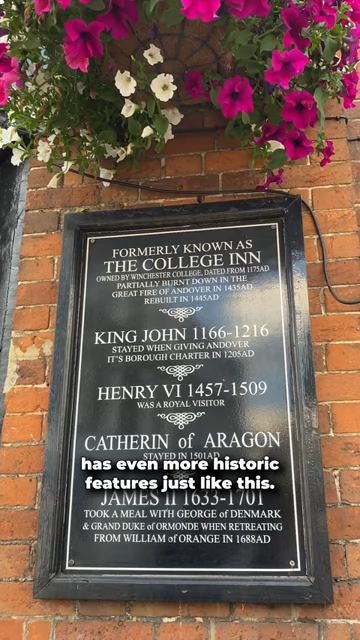 FORMERLY KNOWN AS
THE COLLEGE INN
OWNED BY WINCHESTER COLLEGE, DATED FROM 1175AD
PARTIALLY BURNT DOWN IN THE
GREAT FIRE OF ANDOVER IN 1435AD
REBUILT IN 1445AD
KING JOHN 1166-1216
STAYED WHEN GIVING ANDOVER
IT'S BOROUGH CHARTER IN 1205AD
HENRY VI 1457-1509
WAS A ROYAL VISITOR
CATHERIN of ARAGON
STAYED IN 1501AD
has even more historic
features just like this.
JAMES II 1633-1701
TOOK A MEAL WITH GEORGE of DENMARK
& GRAND DUKE of ORMONDE WHEN RETREATING
FROM WILLIAM of ORANGE IN 1688AD